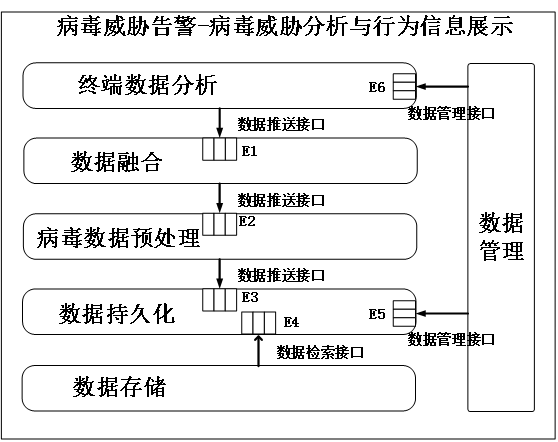 病毒威胁告警-病毒威胁分析与行为信息展示
终端数据分析
E6
数据管理接口
数据推送接口
E1
数据融合
数据推送接口
E2
病毒数据预处理
数据管理
数据推送接口
E3
数据持久化
E4
E5
数据管理接口
数据检索接口
数据存储